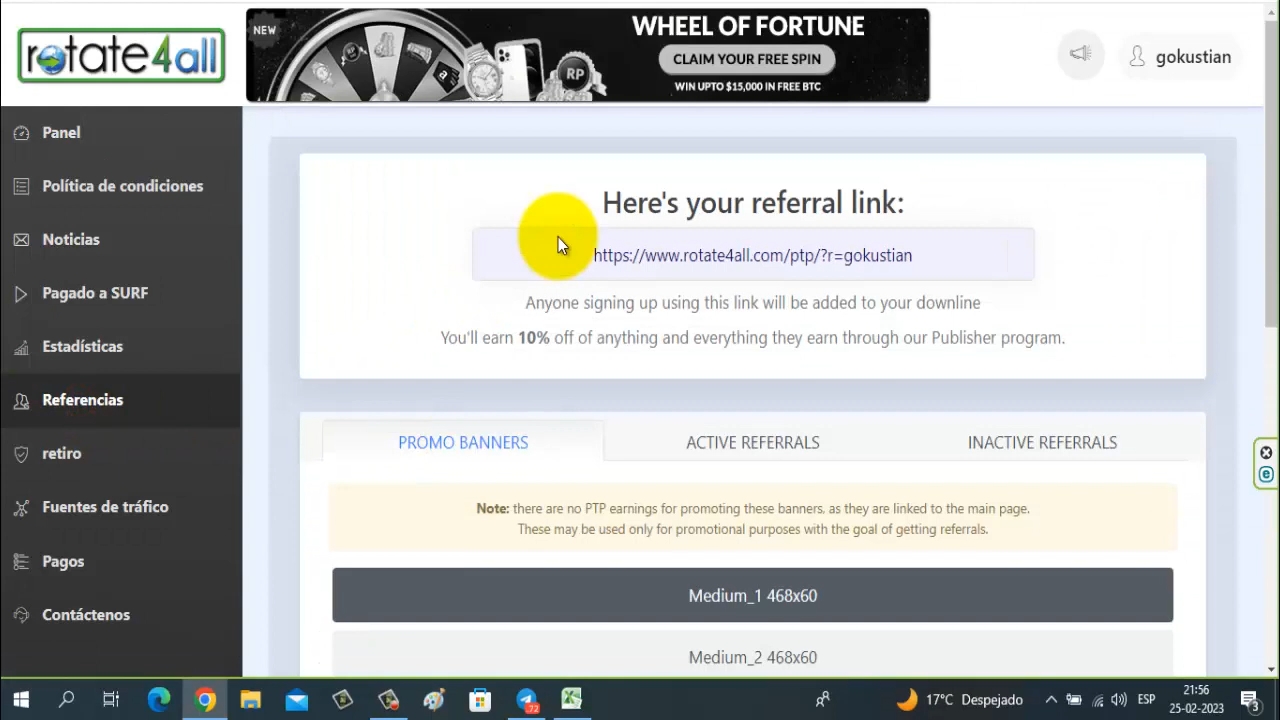 rotate4all
NEW
WHEEL OF FORTUNE
CLAIM YOUR FREE SPIN
WIN UPTO $15,000 IN FREE BTC
RP
gokustian
Panel
Política de condiciones
Noticias
Pagado a SURF
Estadísticas
Referencias
retiro
Fuentes de tráfico
Pagos
Contáctenos
Here's your referral link:
https://www.rotate4all.com/ptp/?r=gokustian
Anyone signing up using this link will be added to your downline
You'll earn 10% off of anything and everything they earn through our Publisher program.
PROMO BANNERS
ACTIVE REFERRALS
INACTIVE REFERRALS
Note: there are no PTP earnings for promoting these banners, as they are linked to the main page.
These may be used only for promotional purposes with the goal of getting referrals.
Medium_1 468x60
Medium_2 468x60
72
17°C Despejado
ESP
21:56
25-02-2023
3